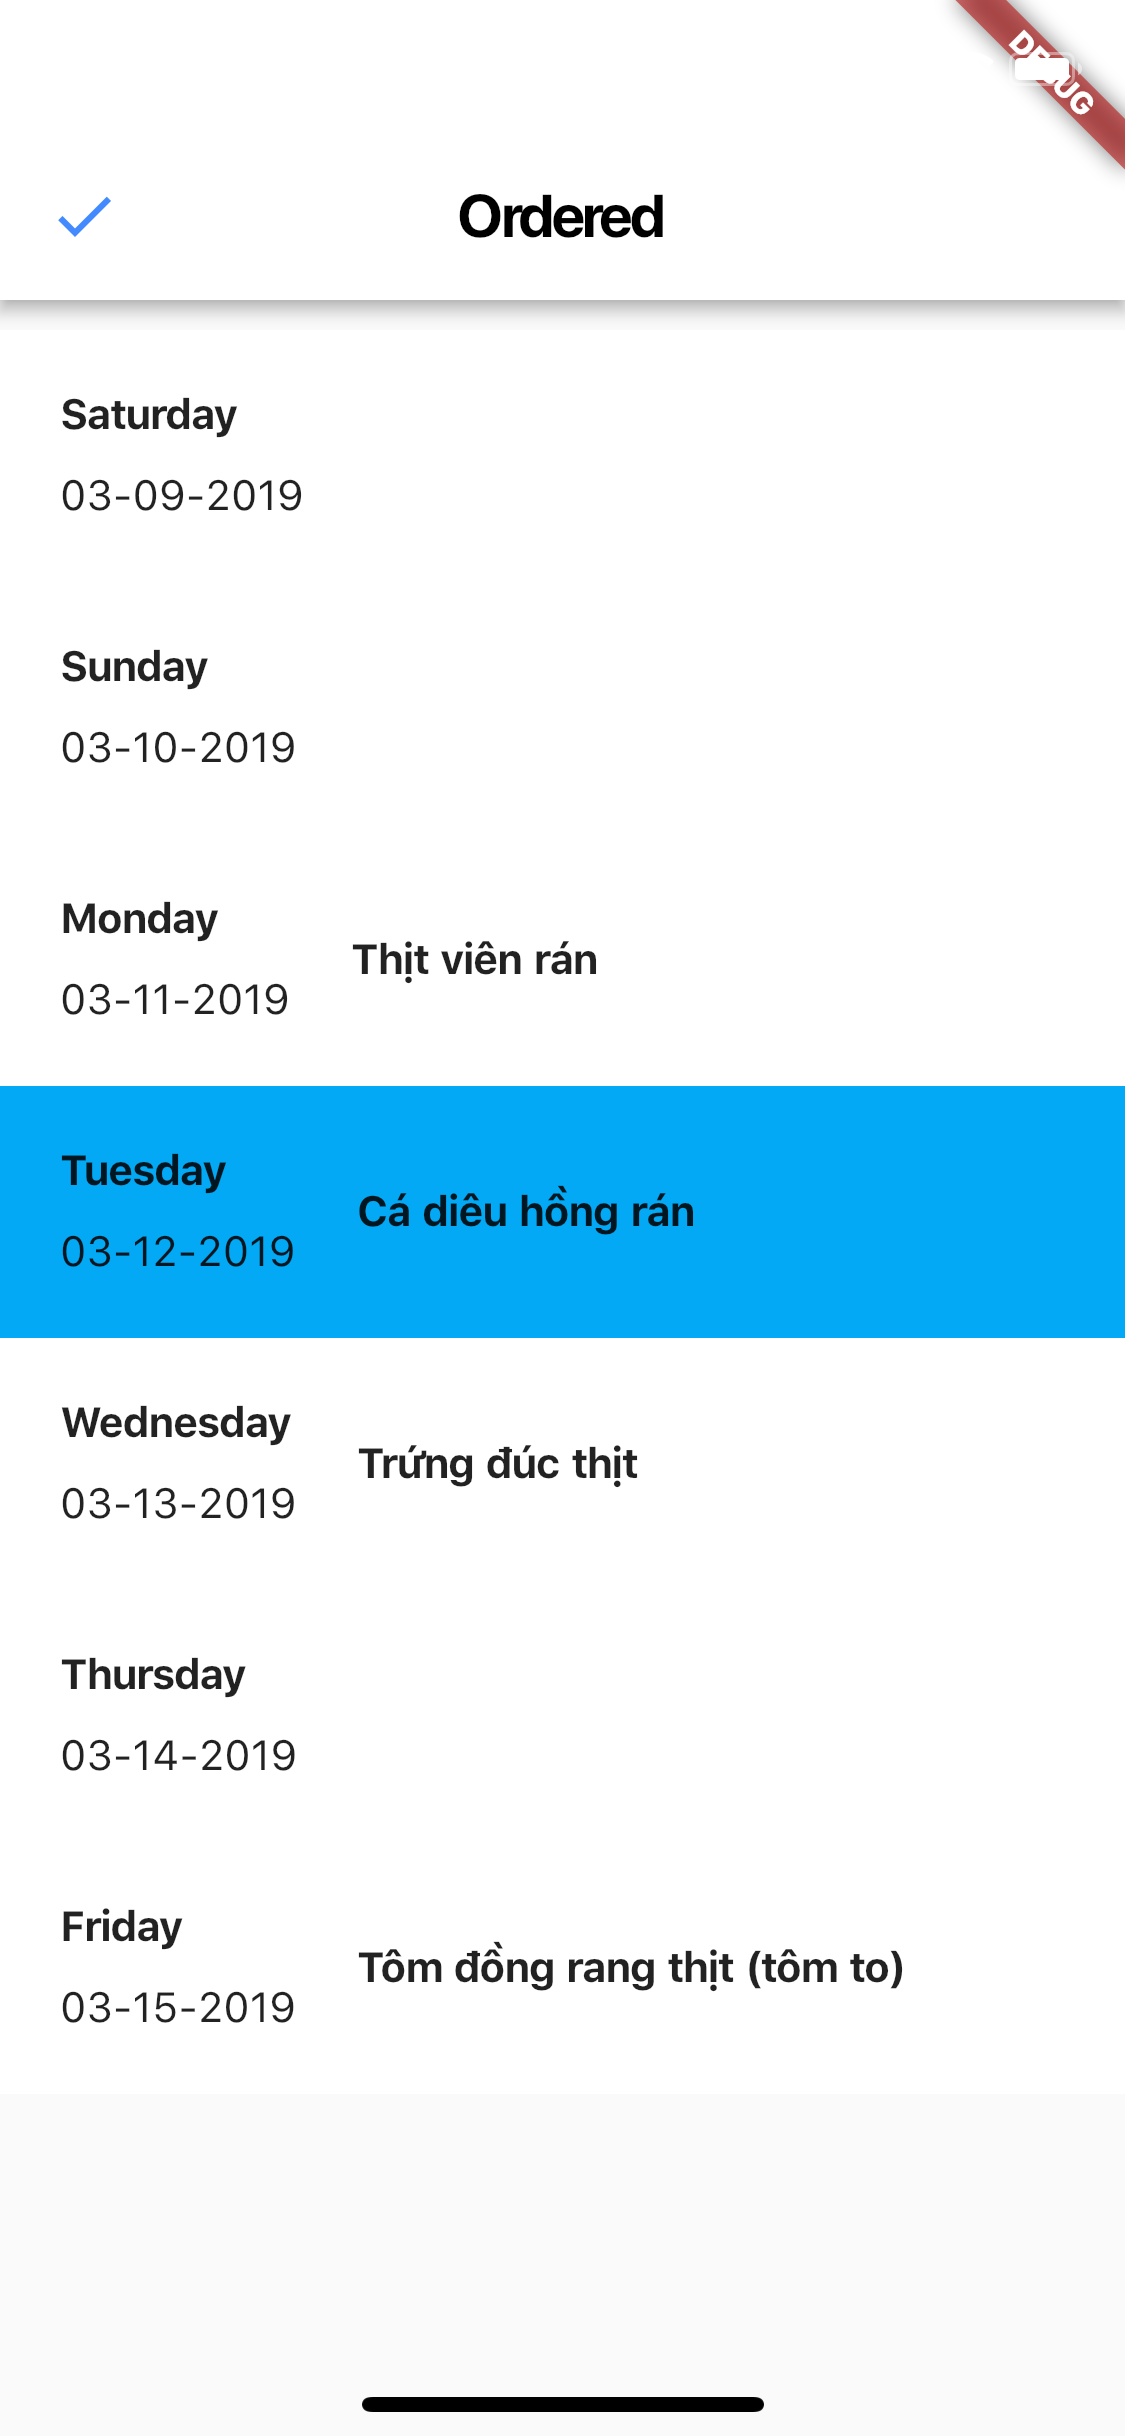 DEBUG
Ordered
Saturday
03-09-2019
Sunday
03-10-2019
Monday
03-11-2019
Thịt viên rán
Tuesday
03-12-2019
Cá diêu hồng rán
Wednesday
03-13-2019
Trứng đúc thịt
Thursday
03-14-2019
Friday
03-15-2019
Tôm đồng rang thịt (tôm to)